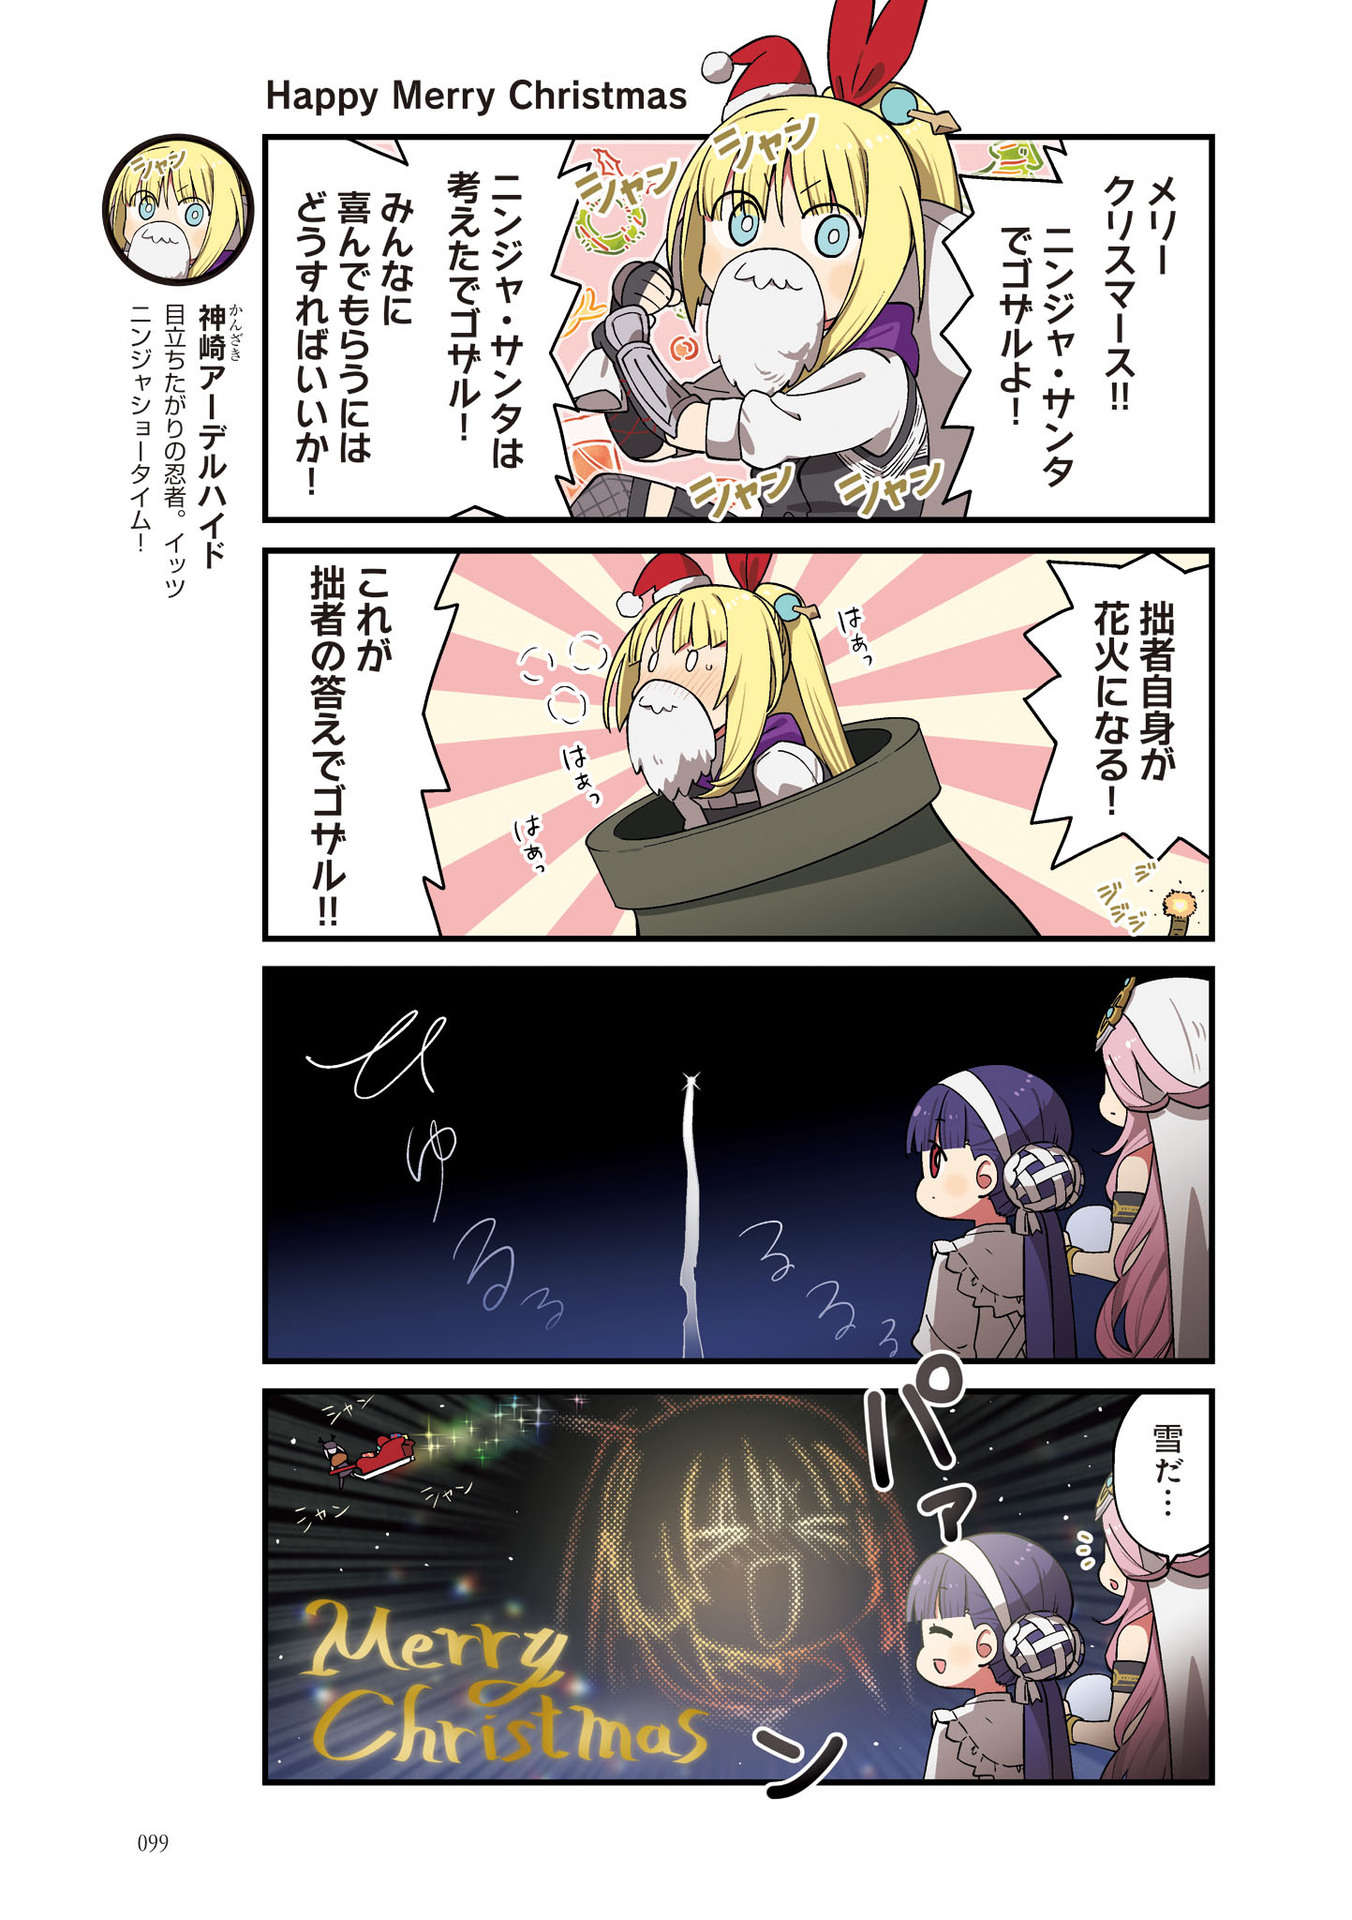 Happy Merry Christmas
シャン
神崎アーデルハイド
かんざき
目立ちたがりの忍者。イッツ
ニンジャショータイム！
メリー
クリスマース!!
ニンジャ・サンタ
でゴザルよ！
シャン
シャン
シャン
シャン
ニンジャ・サンタは
考えたでゴザル！
みんなに
喜んでもらうには
どうすればいいか！
拙者自身が
花火になる！
ジ
ジジジ
はぁっ
はぁっ
はぁっ
これが
拙者の答えでゴザル!!
ひゅるる
るるる
雪だ…
パァン
シャン
シャン
シャン
Merry
Christmas
099